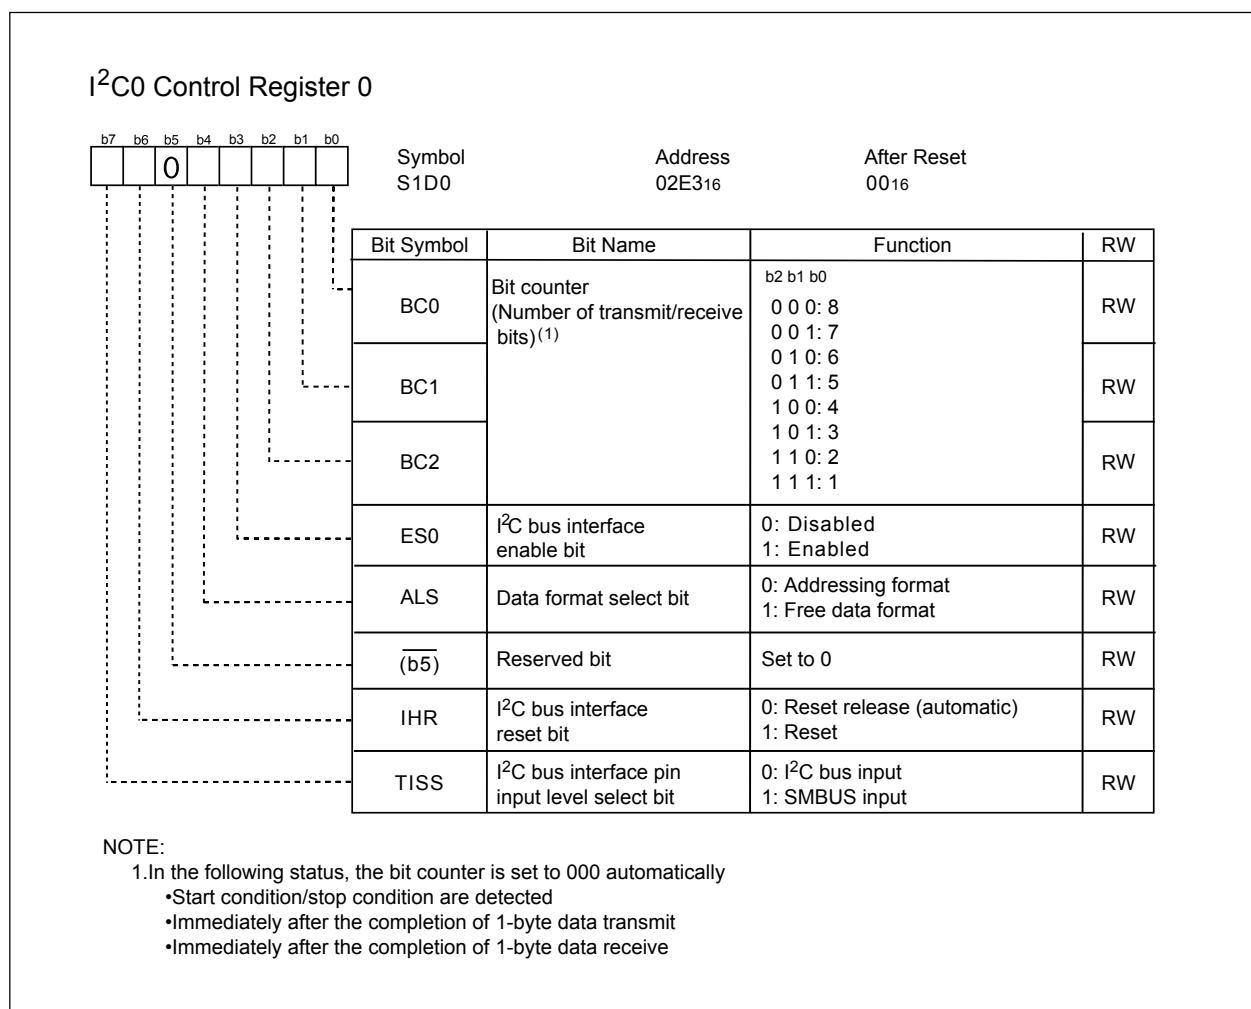 I²C0 Control Register 0
b7 b6 b5 b4 b3 b2 b1 b0
0
Symbol Address After Reset
S1D0 02E316 0016
Bit Symbol Bit Name Function RW
BC0 Bit counter (Number of transmit/receive bits)(1) RW
b2 b1 b0
0 0 0: 8
0 0 1: 7
0 1 0: 6
BC1 RW
0 1 1: 5
1 0 0: 4
1 0 1: 3
BC2 RW
1 1 0: 2
1 1 1: 1
ES0 I²C bus interface 0: Disabled RW
enable bit 1: Enabled
ALS Data format select bit 0: Addressing format RW
1: Free data format
(b5) Reserved bit Set to 0 RW
IHR I²C bus interface 0: Reset release (automatic) RW
reset bit 1: Reset
TISS I²C bus interface pin 0: I²C bus input RW
input level select bit 1: SMBUS input
NOTE:
1.In the following status, the bit counter is set to 000 automatically
•Start condition/stop condition are detected
•Immediately after the completion of 1-byte data transmit
•Immediately after the completion of 1-byte data receive